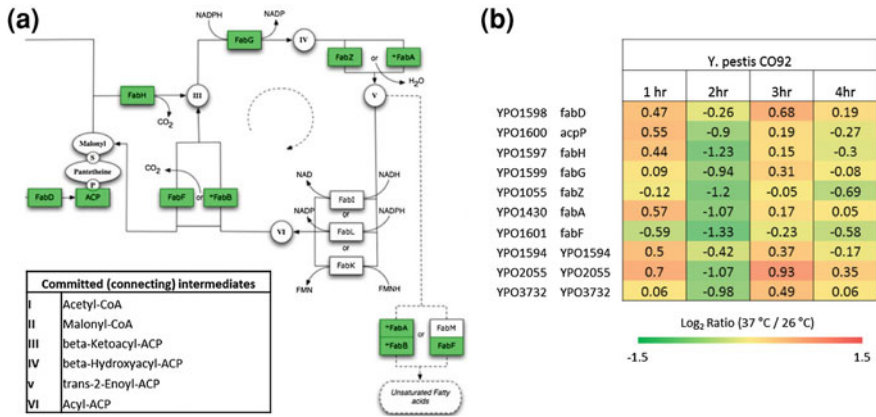 (a)
NADPH
NADP
FabG
IV
FabZ
or
*FabA
H₂O
FabH
III
V
CO₂
Malonyl
S
Pantetheine
P
CO₂
NAD
NADH
FabD
ACP
FabF
or
*FabB
VI
FabI
NADP
or
NADPH
FabL
or
FabK
FMN
FMNH
*FabA
or
FabM
*FabB
FabF
Unsaturated Fatty
acids
Committed (connecting) intermediates
I Acetyl-CoA
II Malonyl-CoA
III beta-Ketoacyl-ACP
IV beta-Hydroxyacyl-ACP
v trans-2-Enoyl-ACP
VI Acyl-ACP
(b)
Y. pestis CO92
1 hr 2hr 3hr 4hr
YPO1598 fabD 0.47 -0.26 0.68 0.19
YPO1600 acpP 0.55 -0.9 0.19 -0.27
YPO1597 fabH 0.44 -1.23 0.15 -0.3
YPO1599 fabG 0.09 -0.94 0.31 -0.08
YPO1055 fabZ -0.12 -1.2 -0.05 -0.69
YPO1430 fabA 0.57 -1.07 0.17 0.05
YPO1601 fabF -0.59 -1.33 -0.23 -0.58
YPO1594 YPO1594 0.5 -0.42 0.37 -0.17
YPO2055 YPO2055 0.7 -1.07 0.93 0.35
YPO3732 YPO3732 0.06 -0.98 0.49 0.06
Log₂ Ratio (37 °C / 26 °C)
-1.5 1.5